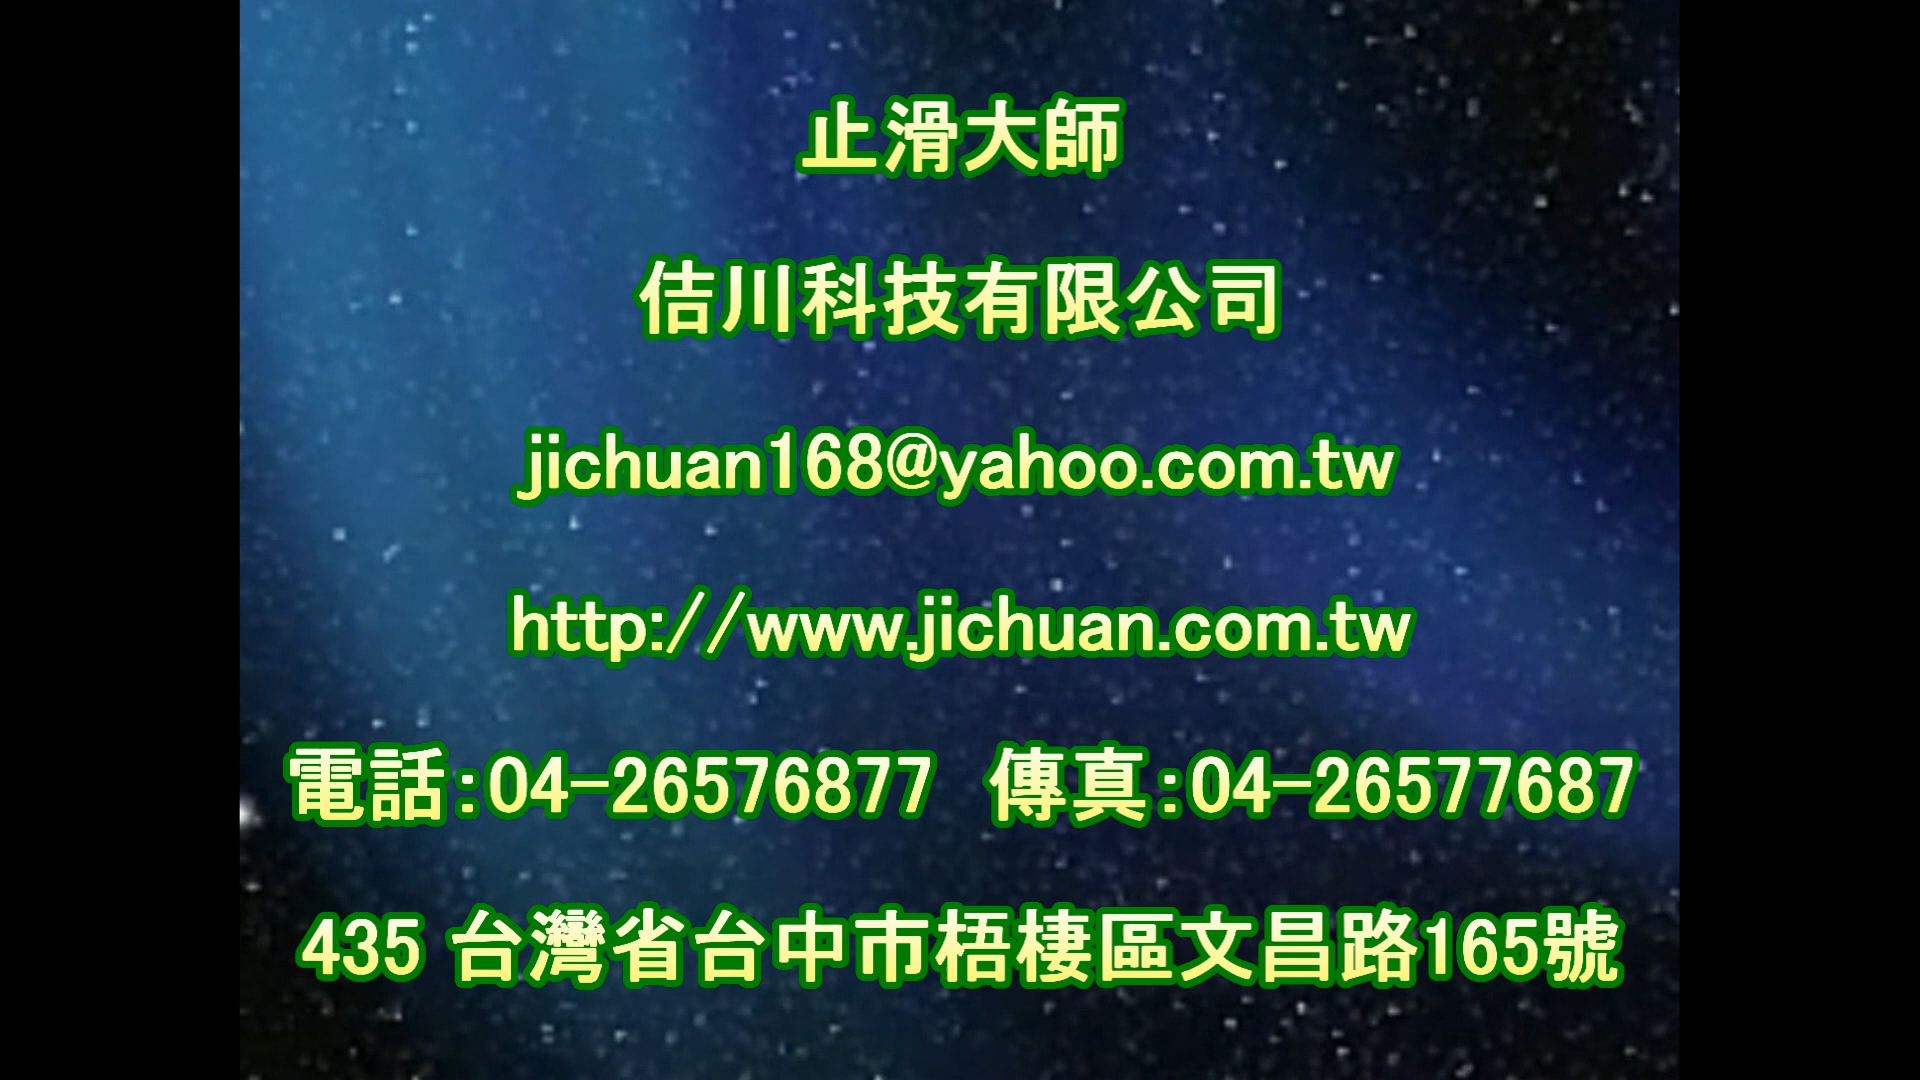 止滑大師
佶川科技有限公司
jichuan168@yahoo.com.tw
http://www.jichuan.com.tw
電話:04-26576877 傳真:04-26577687
435 台灣省台中市梧棲區文昌路165號